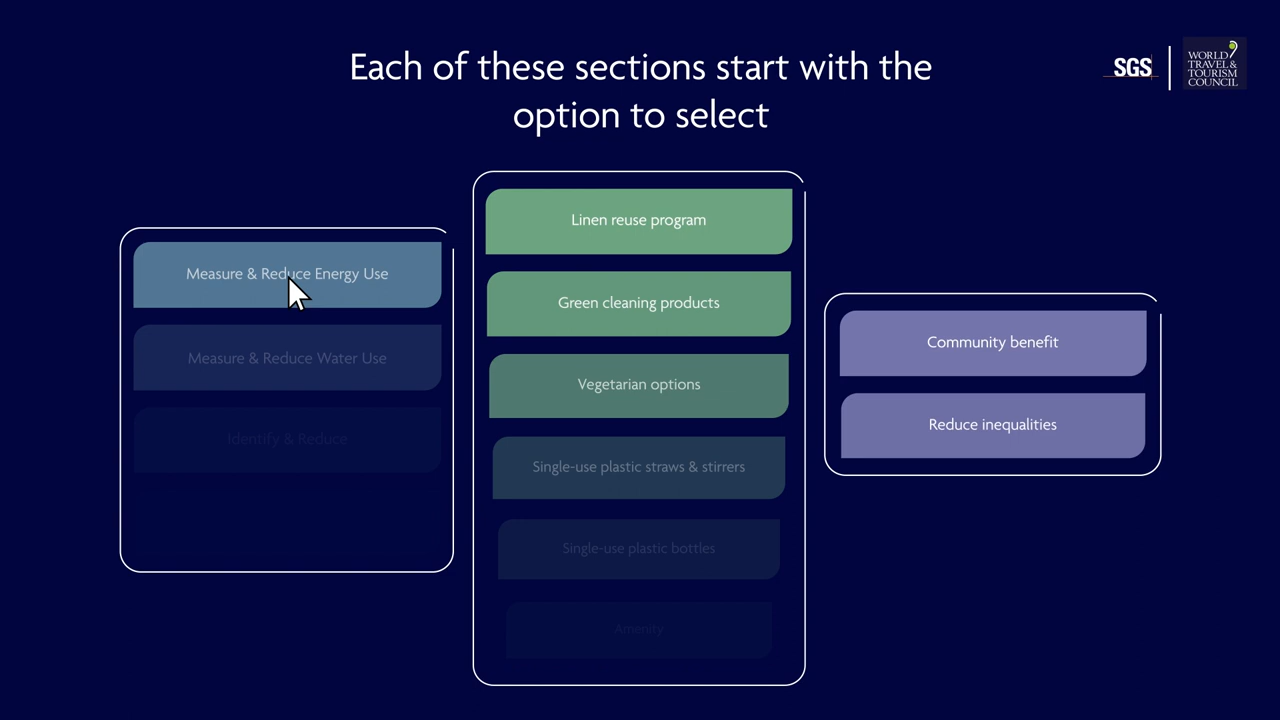 Each of these sections start with the
option to select
SGS
WORLD
TRAVEL &
TOURISM
COUNCIL
Measure & Reduce Energy Use
Measure & Reduce Water Use
Identify & Reduce
Linen reuse program
Green cleaning products
Vegetarian options
Single-use plastic straws & stirrers
Single-use plastic bottles
Amenity
Community benefit
Reduce inequalities